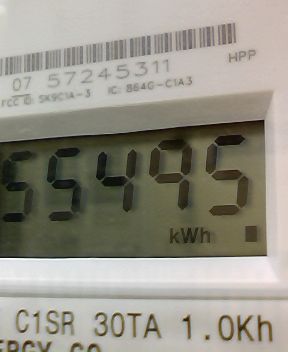 07 57245311
HPP
FCC ID: SK9C1A-3 IC: 864G-C1A3
55495
kWh
C1SR 30TA 1.0Kh